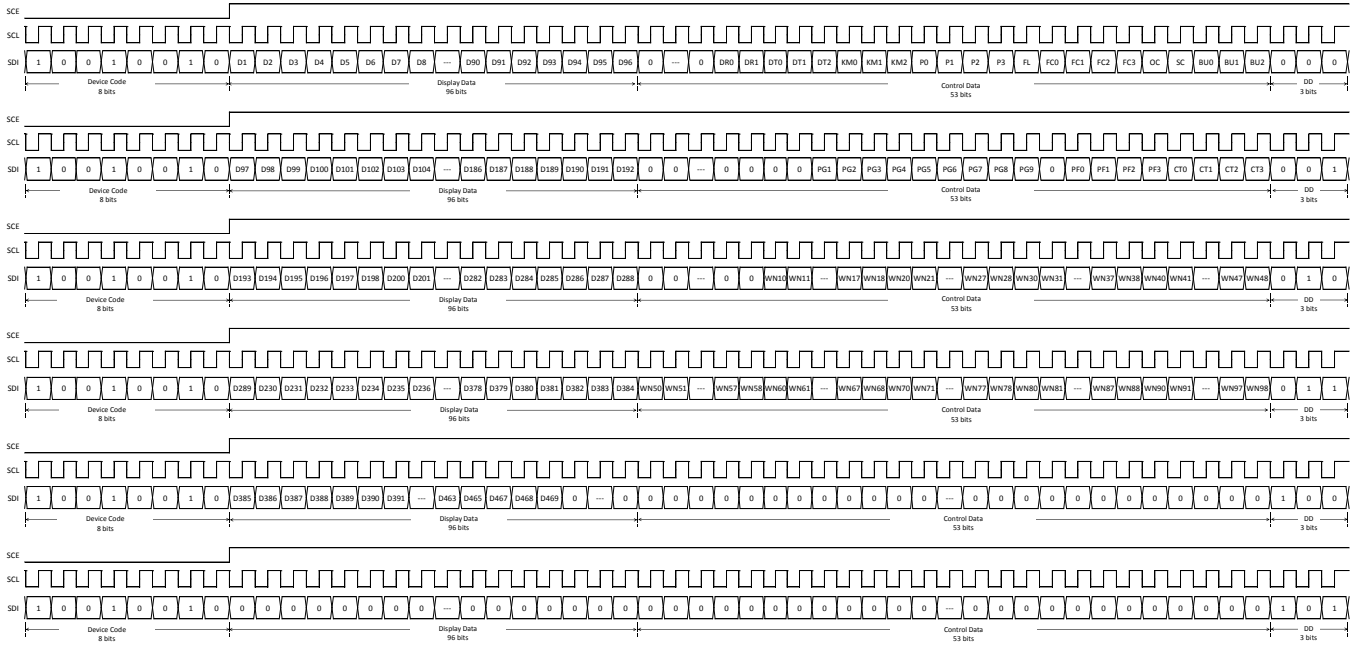 SCE
SCL
SDI 1 0 0 1 0 0 1 0 D1 D2 D3 D4 D5 D6 D7 D8 --- D90 D91 D92 D93 D94 D95 D96 0 --- 0 DR0 DR1 DT0 DT1 DT2 KM0 KM1 KM2 P0 P1 P2 P3 FL FC0 FC1 FC2 FC3 OC SC BU0 BU1 BU2 0 0 0
Device Code Display Data Control Data DD
8 bits 96 bits 53 bits 3 bits
SCE
SCL
SDI 1 0 0 1 0 0 1 0 D97 D98 D99 D100 D101 D102 D103 D104 --- D186 D187 D188 D189 D190 D191 D192 0 0 --- 0 0 0 0 PG1 PG2 PG3 PG4 PG5 PG6 PG7 PG8 PG9 0 PF0 PF1 PF2 PF3 CT0 CT1 CT2 CT3 0 0 1
Device Code Display Data Control Data DD
8 bits 96 bits 53 bits 3 bits
SCE
SCL
SDI 1 0 0 1 0 0 1 0 D193 D194 D195 D196 D197 D198 D200 D201 --- D282 D283 D284 D285 D286 D287 D288 0 0 --- 0 0 WN10 WN11 --- WN17 WN18 WN20 WN21 --- WN27 WN28 WN30 WN31 --- WN37 WN38 WN40 WN41 --- WN47 WN48 0 1 0
Device Code Display Data Control Data DD
8 bits 96 bits 53 bits 3 bits
SCE
SCL
SDI 1 0 0 1 0 0 1 0 D289 D230 D231 D232 D233 D234 D235 D236 --- D378 D379 D380 D381 D382 D383 D384 WN50 WN51 --- WN57 WN58 WN60 WN61 --- WN67 WN68 WN70 WN71 --- WN77 WN78 WN80 WN81 --- WN87 WN88 WN90 WN91 --- WN97 WN98 0 1 1
Device Code Display Data Control Data DD
8 bits 96 bits 53 bits 3 bits
SCE
SCL
SDI 1 0 0 1 0 0 1 0 D385 D386 D387 D388 D389 D390 D391 --- D463 D465 D467 D468 D469 0 --- 0 0 0 0 0 0 0 0 0 0 0 0 0 --- 0 0 0 0 0 0 0 0 0 0 0 0 1 0 0
Device Code Display Data Control Data DD
8 bits 96 bits 53 bits 3 bits
SCE
SCL
SDI 1 0 0 1 0 0 1 0 0 0 0 0 0 0 0 0 --- 0 0 0 0 0 0 0 0 0 0 0 0 0 0 0 0 0 0 0 --- 0 0 0 0 0 0 0 0 0 0 0 0 1 0 1
Device Code Display Data Control Data DD
8 bits 96 bits 53 bits 3 bits